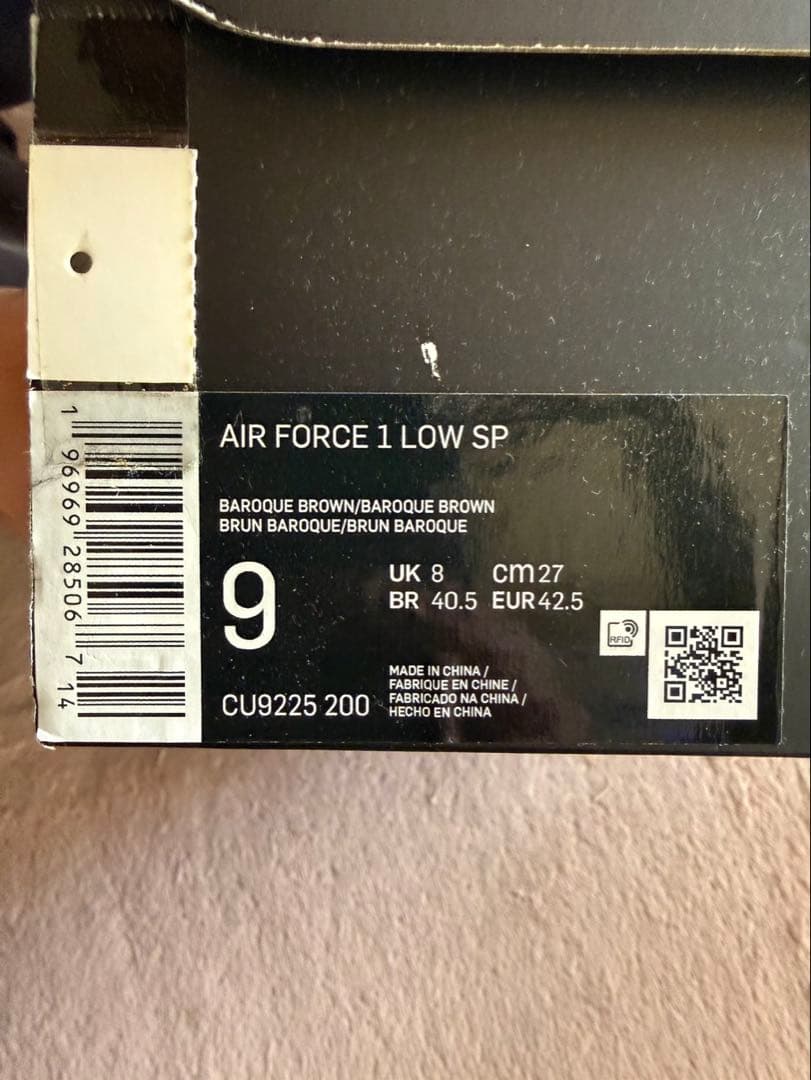 AIR FORCE 1 LOW SP
BAROQUE BROWN/BAROQUE BROWN
BRUN BAROQUE/BRUN BAROQUE
9
UK 8 cm 27
BR 40.5 EUR 42.5
RFID
CU9225 200
MADE IN CHINA /
FABRIQUE EN CHINE /
FABRICADO NA CHINA /
HECHO EN CHINA
1 96969 28506 7 14